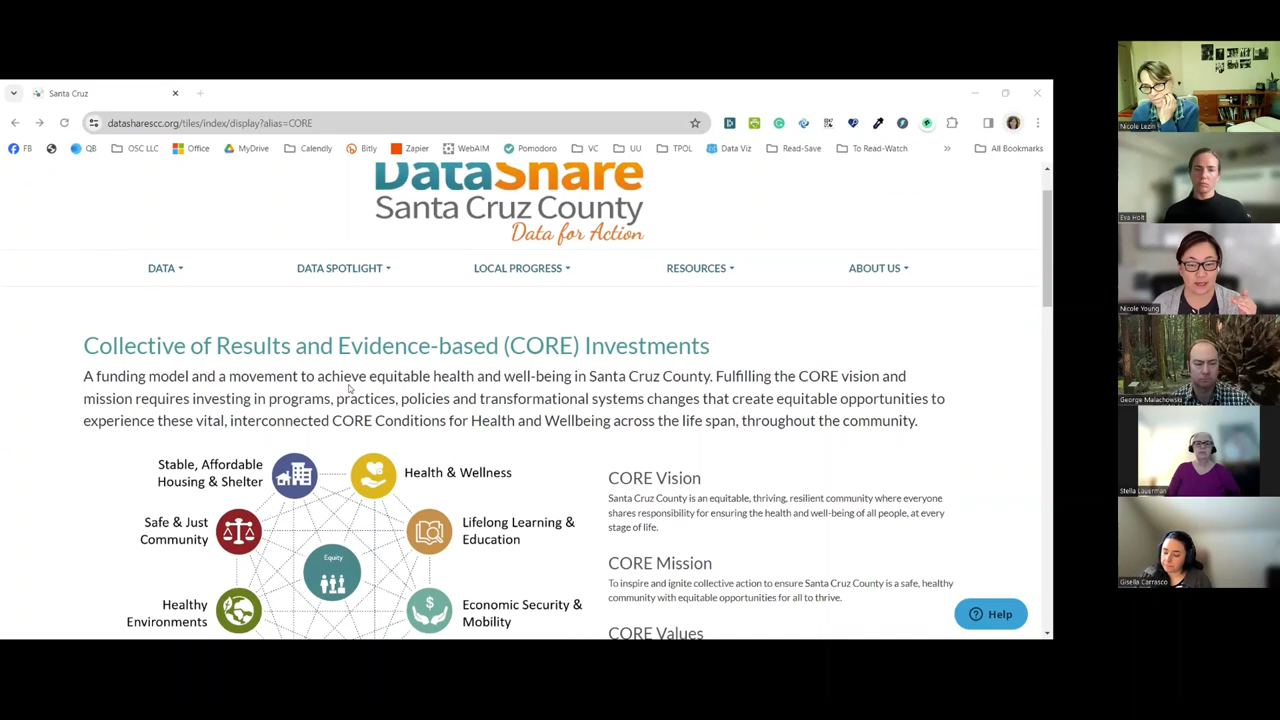 Santa Cruz
datasharescc.org/tiles/index/display?alias=CORE
FB
QB
OSC LLC
Office
MyDrive
Calendly
Bitly
Zapier
WebAIM
Pomodoro
VC
UU
TPOL
Data Viz
Read-Save
To Read-Watch
All Bookmarks
DataShare
Santa Cruz County
Data for Action
DATA
DATA SPOTLIGHT
LOCAL PROGRESS
RESOURCES
ABOUT US
Collective of Results and Evidence-based (CORE) Investments
A funding model and a movement to achieve equitable health and well-being in Santa Cruz County. Fulfilling the CORE vision and
mission requires investing in programs, practices, policies and transformational systems changes that create equitable opportunities to
experience these vital, interconnected CORE Conditions for Health and Wellbeing across the life span, throughout the community.
Stable, Affordable
Housing & Shelter
Health & Wellness
Safe & Just
Community
Lifelong Learning &
Education
Equity
Healthy
Environments
Economic Security &
Mobility
CORE Vision
Santa Cruz County is an equitable, thriving, resilient community where everyone
shares responsibility for ensuring the health and well-being of all people, at every
stage of life.
CORE Mission
To inspire and ignite collective action to ensure Santa Cruz County is a safe, healthy
community with equitable opportunities for all to thrive.
CORE Values
Help
Nicole Lezin
Eva Holt
Nicole Young
George Malachowski
Stella Lauerman
Gisella Carrasco